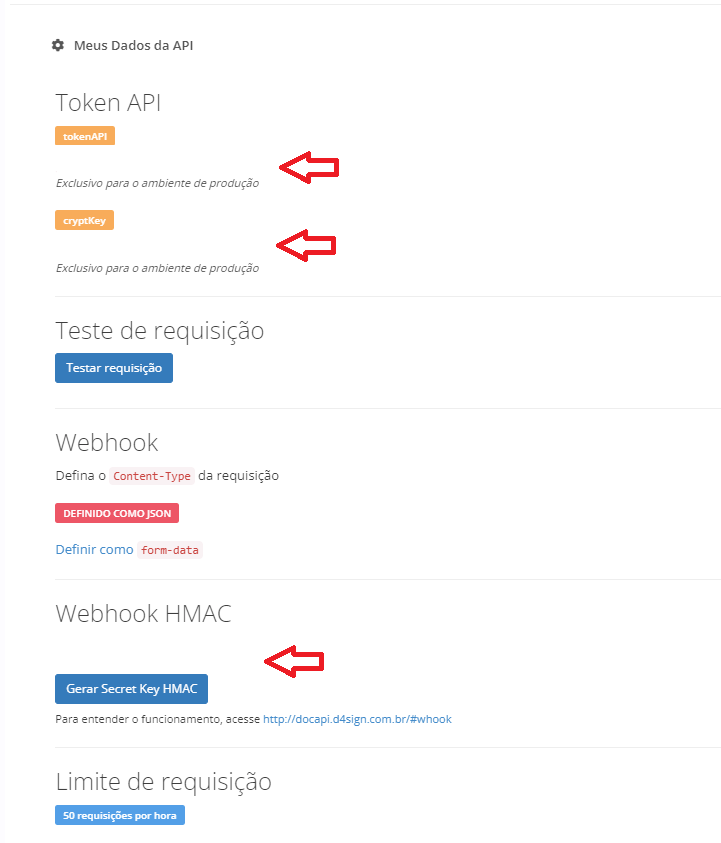 Meus Dados da API
Token API
tokenAPI
Exclusivo para o ambiente de produção
cryptKey
Exclusivo para o ambiente de produção
Teste de requisição
Testar requisição
Webhook
Defina o Content-Type da requisição
DEFINIDO COMO JSON
Definir como form-data
Webhook HMAC
Gerar Secret Key HMAC
Para entender o funcionamento, acesse http://docapi.d4sign.com.br/#whook
Limite de requisição
50 requisições por hora